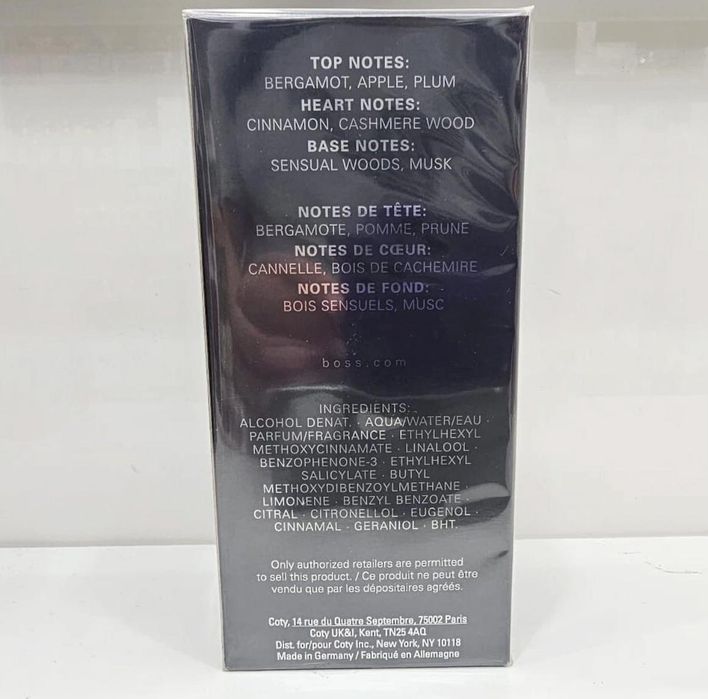 TOP NOTES:
BERGAMOT, APPLE, PLUM
HEART NOTES:
CINNAMON, CASHMERE WOOD
BASE NOTES:
SENSUAL WOODS, MUSK
NOTES DE TÊTE:
BERGAMOTE, POMME, PRUNE
NOTES DE CŒUR:
CANNELLE, BOIS DE CACHEMIRE
NOTES DE FOND:
BOIS SENSUELS, MUSC
boss.com
INGREDIENTS:
ALCOHOL DENAT. · AQUA/WATER/EAU ·
PARFUM/FRAGRANCE · ETHYLHEXYL
METHOXYCINNAMATE · LINALOOL ·
BENZOPHENONE-3 · ETHYLHEXYL
SALICYLATE · BUTYL
METHOXYDIBENZOYLMETHANE ·
LIMONENE · BENZYL BENZOATE ·
CITRAL · CITRONELLOL · EUGENOL ·
CINNAMAL · GERANIOL · BHT.
Only authorized retailers are permitted
to sell this product. / Ce produit ne peut être
vendu que par les dépositaires agréés.
Coty, 14 rue du Quatre Septembre, 75002 Paris
Coty UK&I, Kent, TN25 4AQ
Dist. for/pour Coty Inc., New York, NY 10118
Made in Germany / Fabriqué en Allemagne